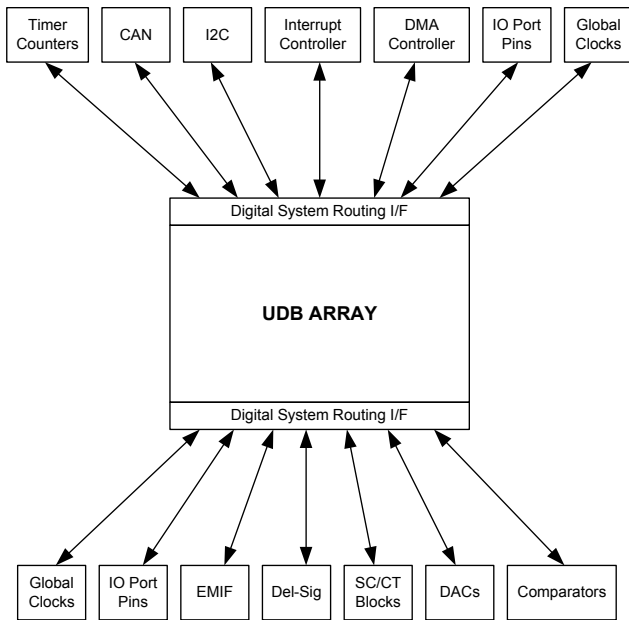 Timer
Counters
CAN
I2C
Interrupt
Controller
DMA
Controller
IO Port
Pins
Global
Clocks
Digital System Routing I/F
UDB ARRAY
Digital System Routing I/F
Global
Clocks
IO Port
Pins
EMIF
Del-Sig
SC/CT
Blocks
DACs
Comparators